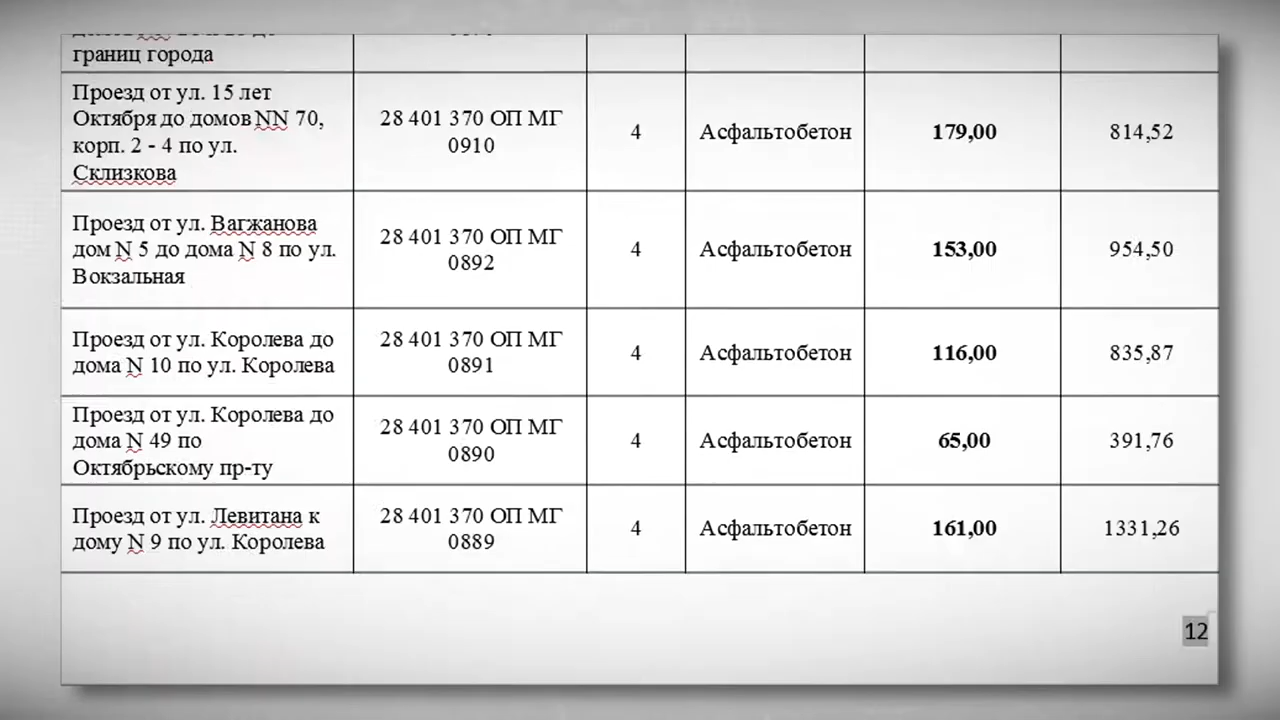 границ города
Проезд от ул. 15 лет
Октября до домов NN 70,
корп. 2 - 4 по ул.
Склизкова
28 401 370 ОП МГ
0910
4
Асфальтобетон
179,00
814,52
Проезд от ул. Вагжанова
дом N 5 до дома N 8 по ул.
Вокзальная
28 401 370 ОП МГ
0892
4
Асфальтобетон
153,00
954,50
Проезд от ул. Королева до
дома N 10 по ул. Королева
28 401 370 ОП МГ
0891
4
Асфальтобетон
116,00
835,87
Проезд от ул. Королева до
дома N 49 по
Октябрьскому пр-ту
28 401 370 ОП МГ
0890
4
Асфальтобетон
65,00
391,76
Проезд от ул. Левитана к
дому N 9 по ул. Королева
28 401 370 ОП МГ
0889
4
Асфальтобетон
161,00
1331,26
12